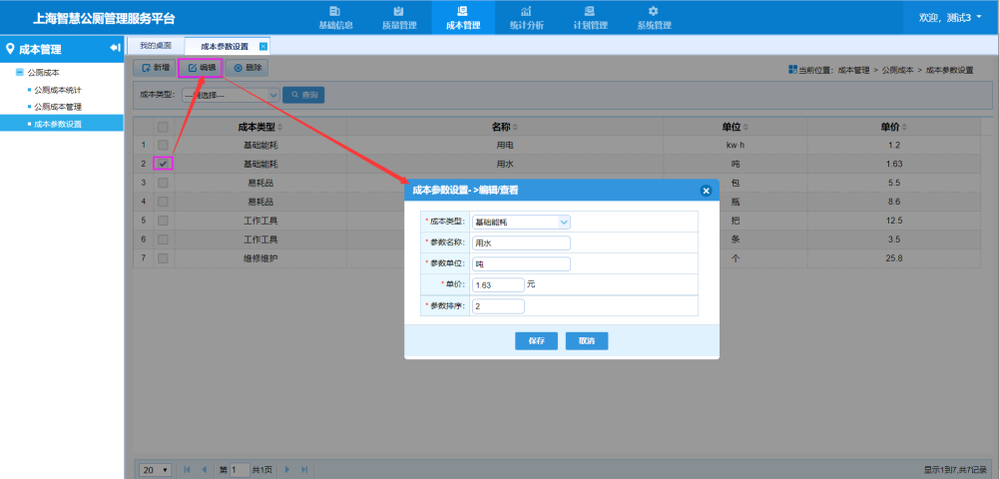 上海智慧公厕管理服务平台
基础信息 质量管理 成本管理 统计分析 计划管理 系统管理
欢迎, 测试3
成本管理
我的桌面 成本参数设置
公厕成本
公厕成本统计
公厕成本管理
成本参数设置
新增 编辑 删除
当前位置: 成本管理 > 公厕成本 > 成本参数设置
成本类型: ---请选择--- 查询
成本类型 名称 单位 单价
1 基础能耗 用电 kw·h 1.2
2 基础能耗 用水 吨 1.63
3 易耗品 包 5.5
4 易耗品 瓶 8.6
5 工作工具 把 12.5
6 工作工具 条 3.5
7 维修维护 个 25.8
成本参数设置->编辑/查看
*成本类型: 基础能耗
*参数名称: 用水
*参数单位: 吨
*单价: 1.63 元
*参数排序: 2
保存 取消
20 第 1 共1页
显示1到7,共7记录